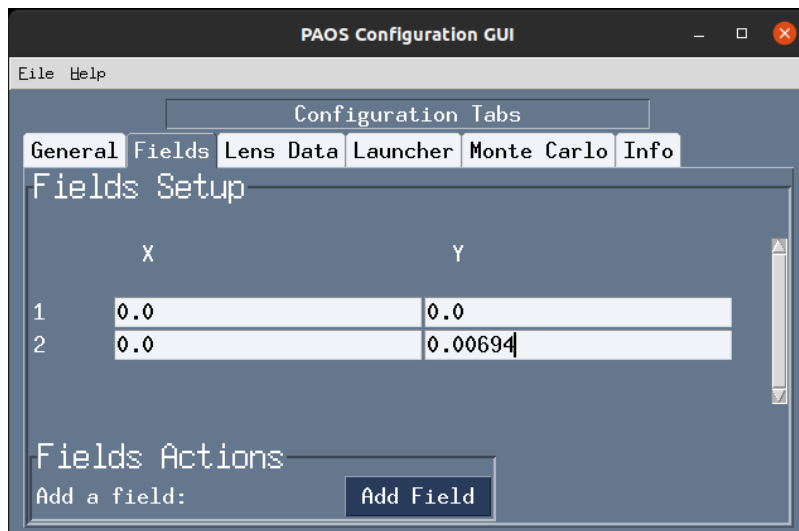 PAOS Configuration GUI
Eile Help
Configuration Tabs
General Fields Lens Data Launcher Monte Carlo Info
Fields Setup
X Y
1 0.0 0.0
2 0.0 0.00694
Fields Actions
Add a field: Add Field